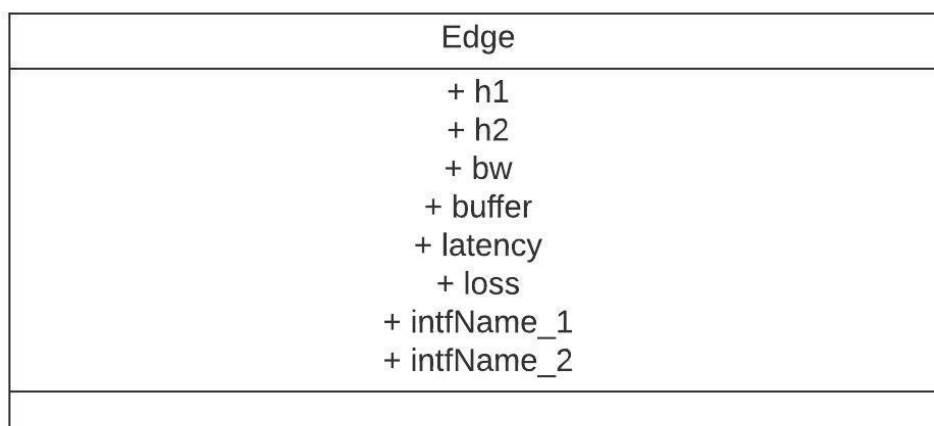 Edge
+ h1
+ h2
+ bw
+ buffer
+ latency
+ loss
+ intfName_1
+ intfName_2